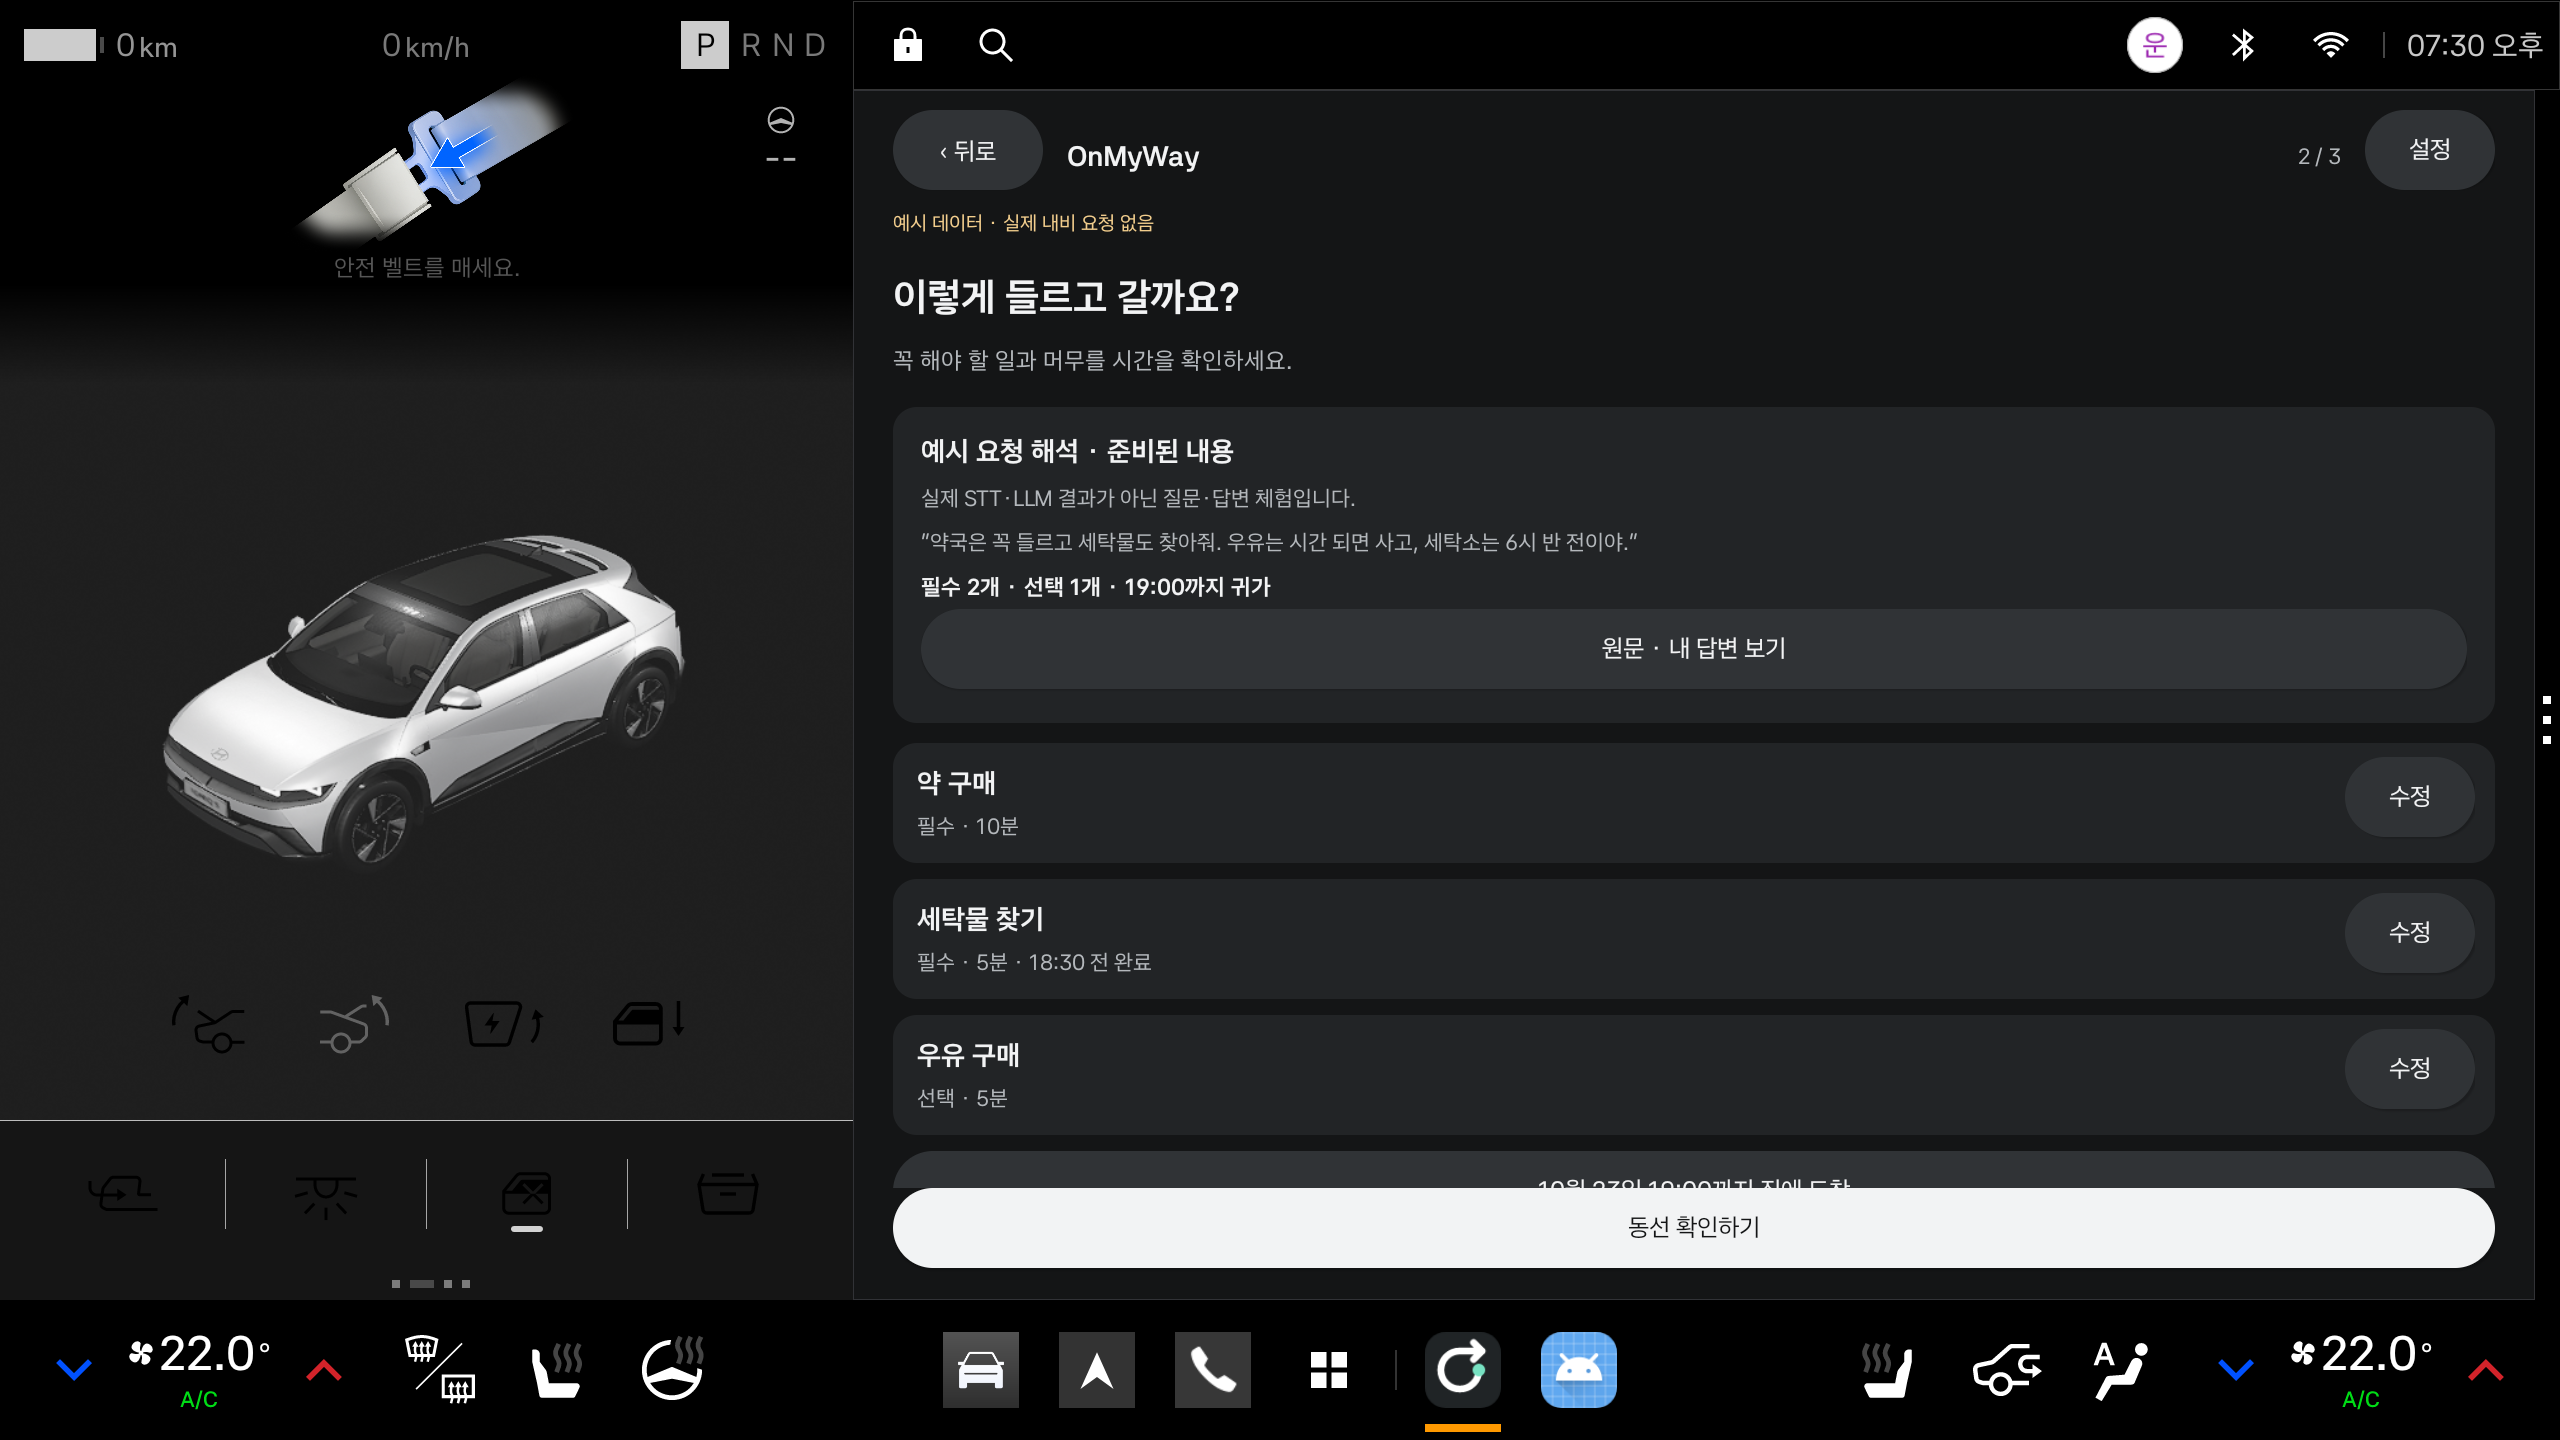 0 km
0 km/h
P R N D
07:30 오후
운
안전 벨트를 매세요.
‹ 뒤로
OnMyWay
2 / 3
설정
예시 데이터 · 실제 내비 요청 없음
이렇게 들르고 갈까요?
꼭 해야 할 일과 머무를 시간을 확인하세요.
예시 요청 해석 · 준비된 내용
실제 STT·LLM 결과가 아닌 질문·답변 체험입니다.
“약국은 꼭 들르고 세탁물도 찾아줘. 우유는 시간 되면 사고, 세탁소는 6시 반 전이야.”
필수 2개 · 선택 1개 · 19:00까지 귀가
원문 · 내 답변 보기
약 구매
필수 · 10분
수정
세탁물 찾기
필수 · 5분 · 18:30 전 완료
수정
우유 구매
선택 · 5분
수정
동선 확인하기
22.0°
A/C
A
22.0°
A/C